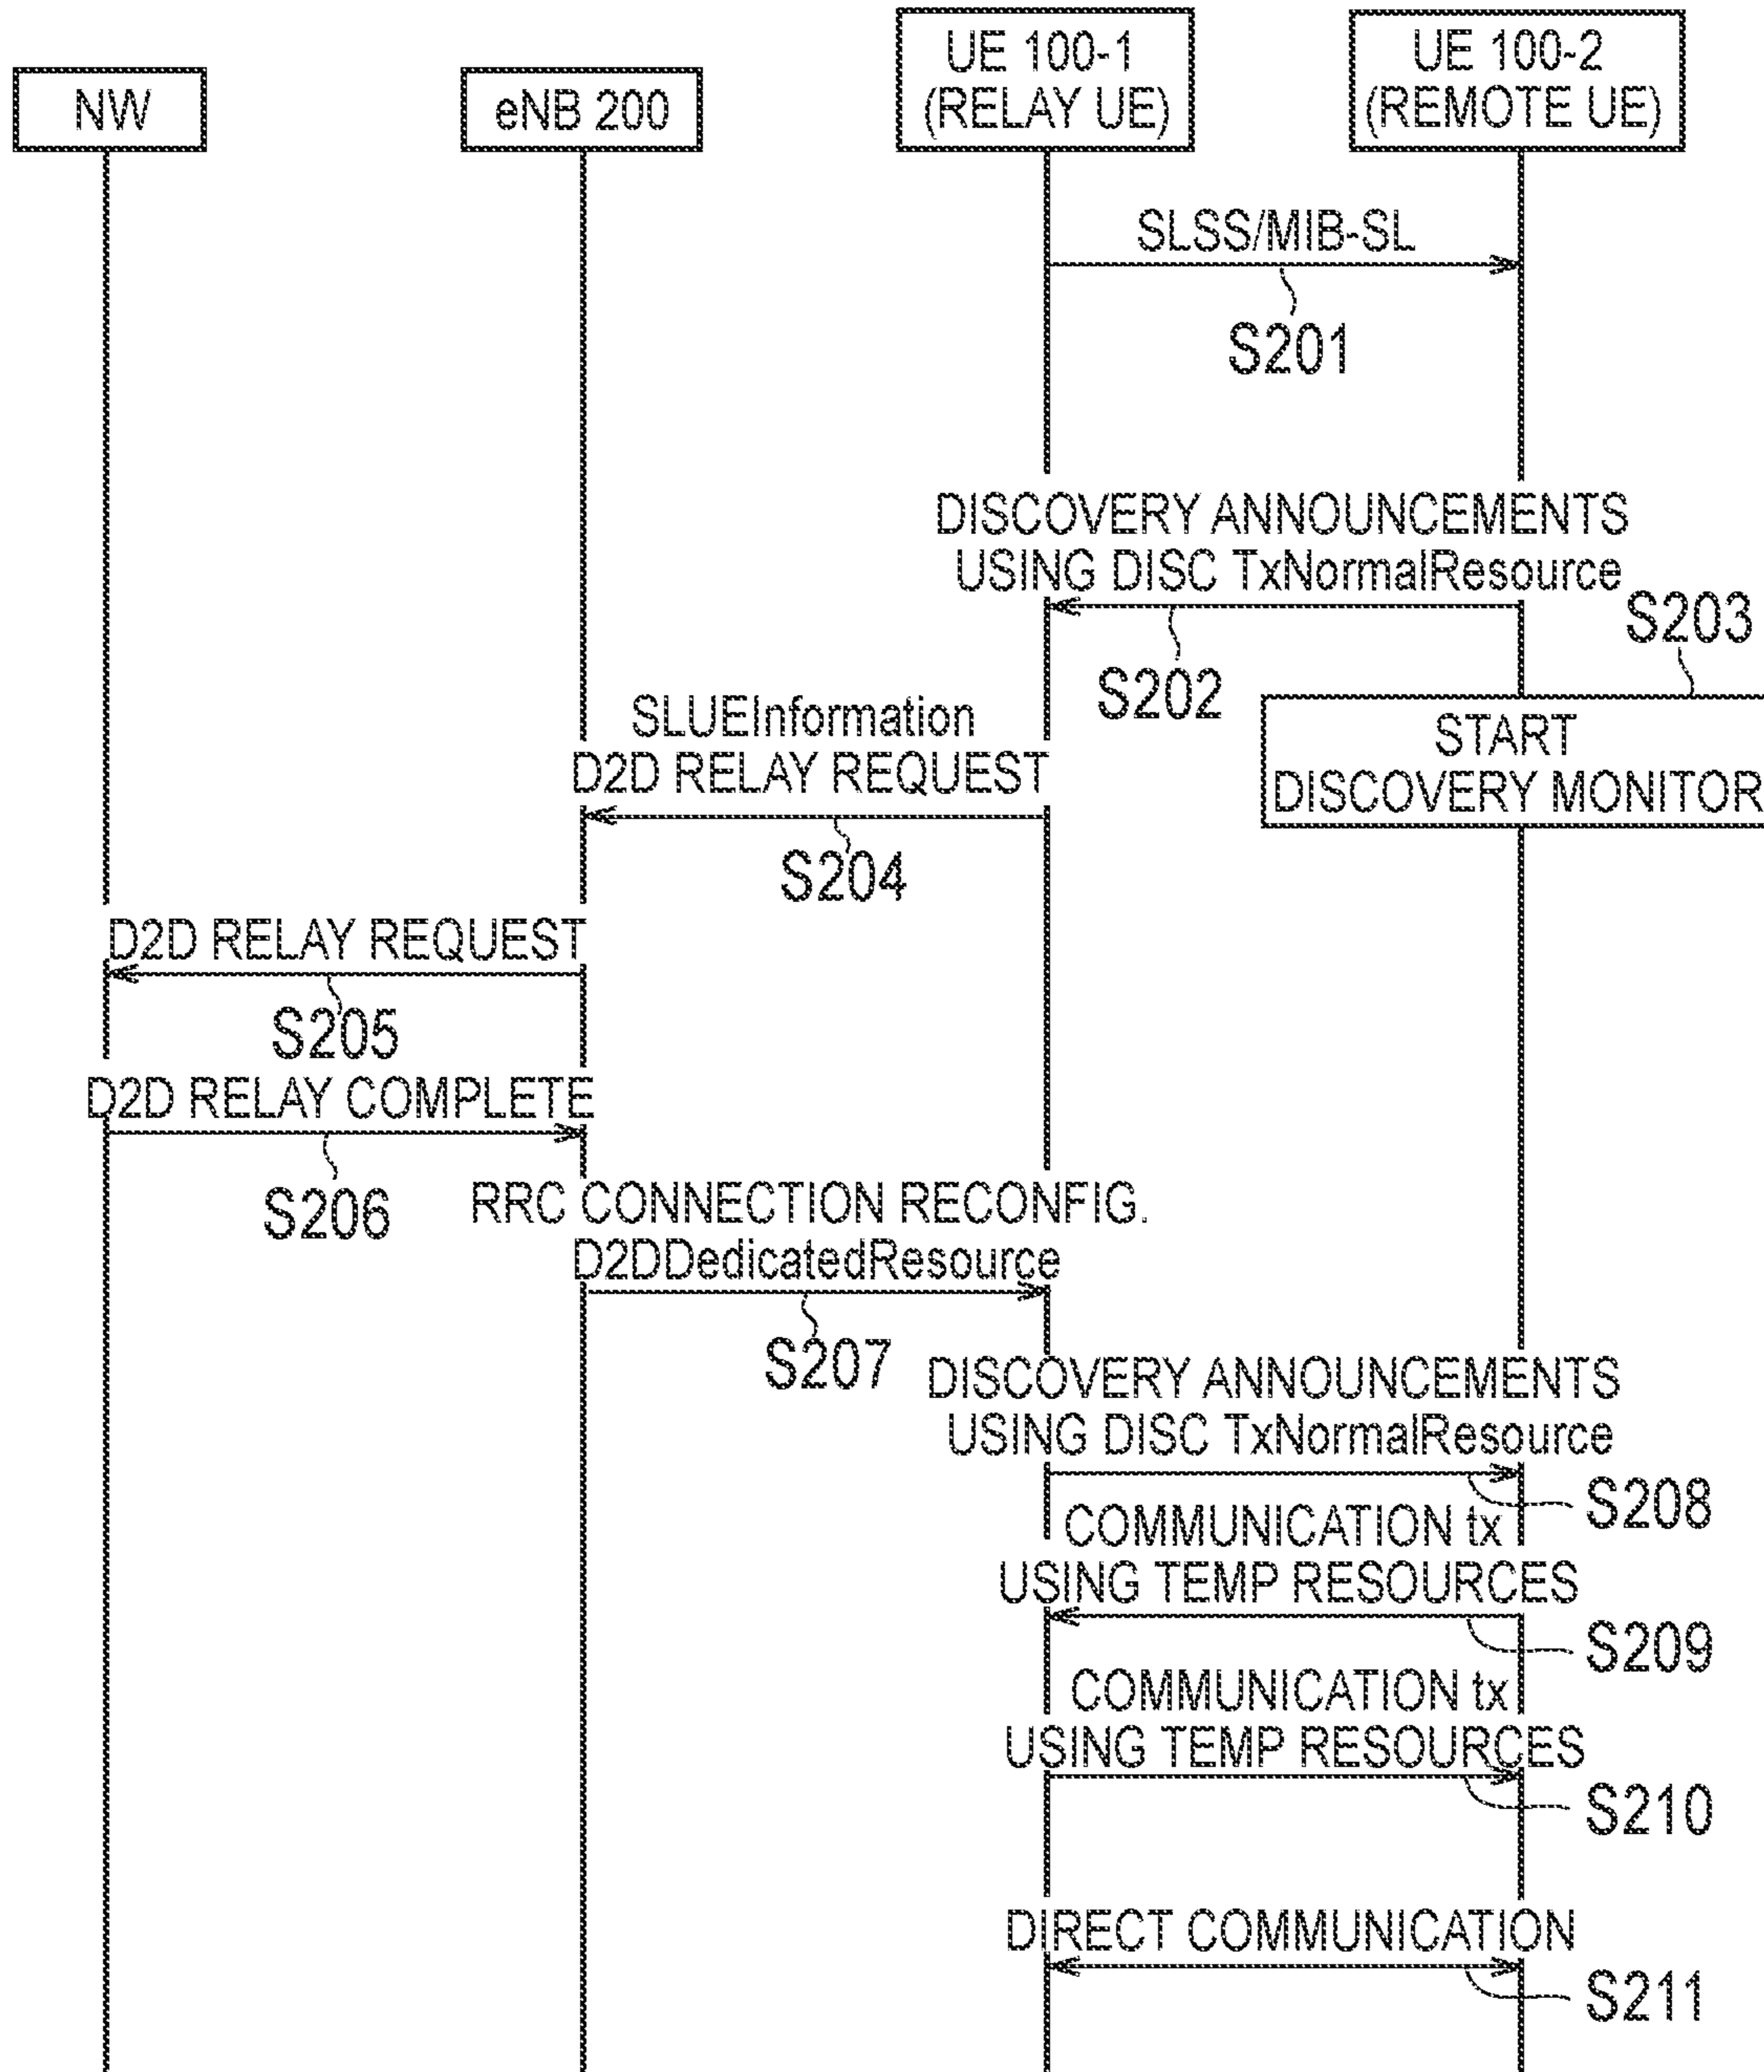 NW
eNB 200
UE 100-1
(RELAY UE)
UE 100-2
(REMOTE UE)
SLSS/MIB-SL
S201
DISCOVERY ANNOUNCEMENTS
USING DISC TxNormalResource
S202
S203
START
DISCOVERY MONITOR
SLUEInformation
D2D RELAY REQUEST
S204
D2D RELAY REQUEST
S205
D2D RELAY COMPLETE
S206
RRC CONNECTION RECONFIG.
D2DDedicatedResource
S207
DISCOVERY ANNOUNCEMENTS
USING DISC TxNormalResource
S208
COMMUNICATION tx
USING TEMP RESOURCES
S209
COMMUNICATION tx
USING TEMP RESOURCES
S210
DIRECT COMMUNICATION
S211